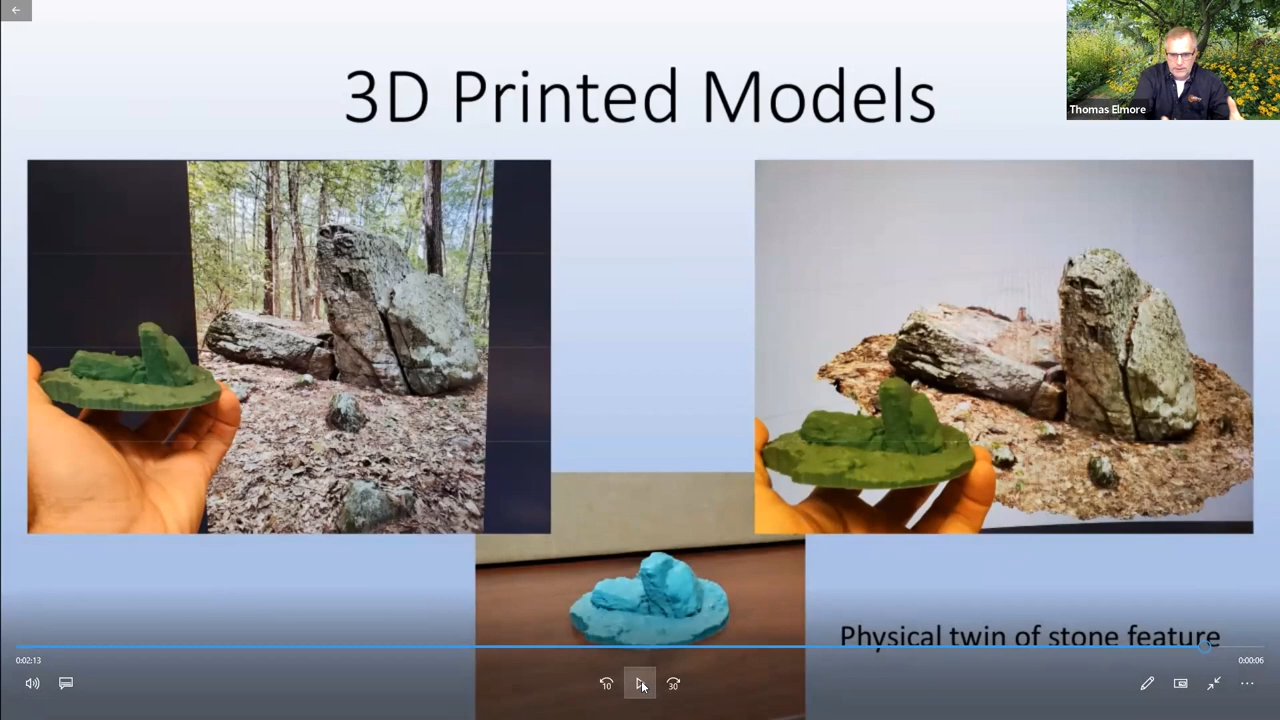 3D Printed Models
Thomas Elmore
Physical twin of stone feature
0:02:13
0:00:06
10
30